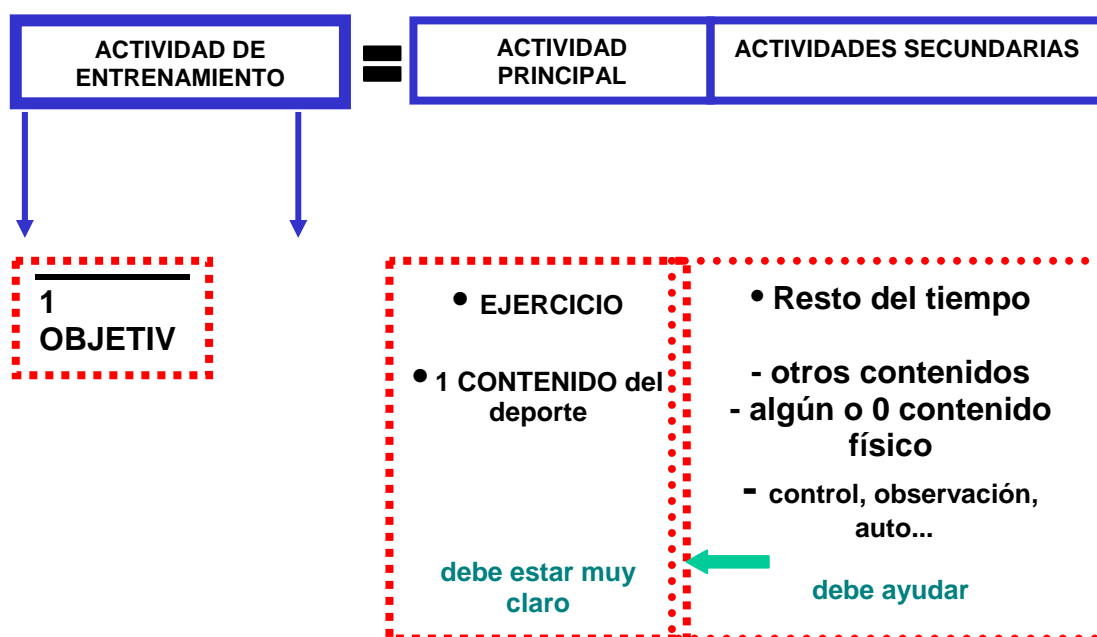 ACTIVIDAD DE
ENTRENAMIENTO
=
ACTIVIDAD
PRINCIPAL
ACTIVIDADES SECUNDARIAS
1
OBJETIV
• EJERCICIO
• 1 CONTENIDO del
deporte
debe estar muy
claro
• Resto del tiempo
- otros contenidos
- algún o 0 contenido
físico
- control, observación,
auto...
debe ayudar